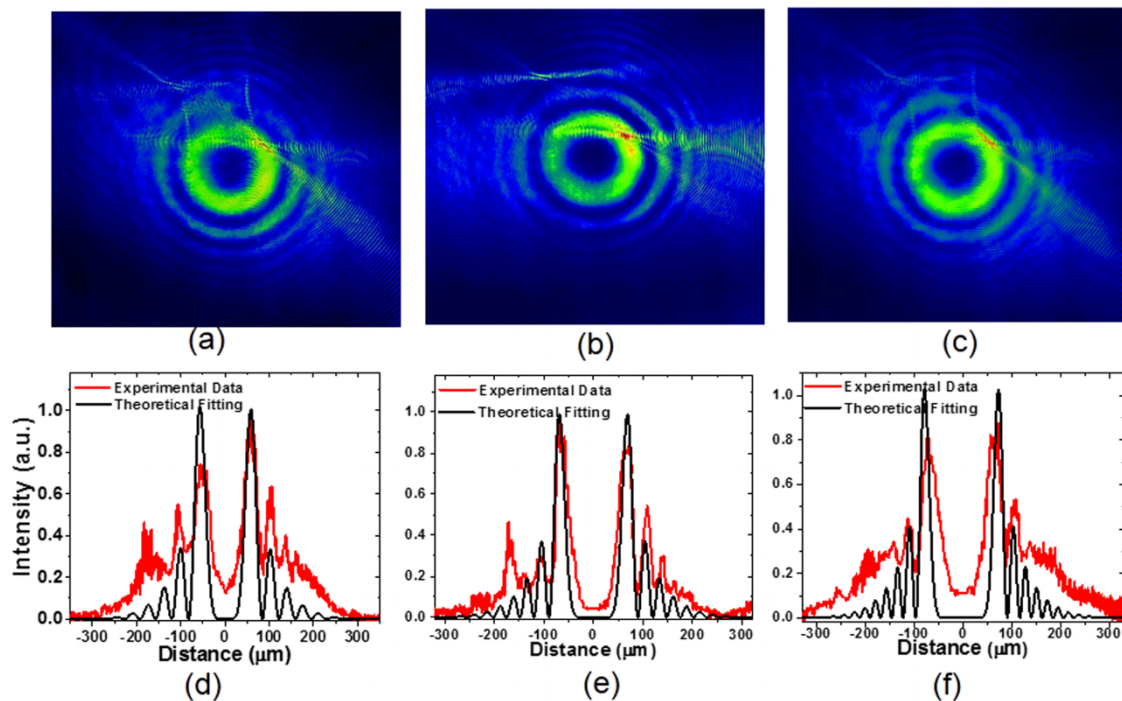 (a)
(b)
(c)
Experimental Data
Theoretical Fitting
Intensity (a.u.)
1.0
0.8
0.6
0.4
0.2
0.0
-300 -200 -100 0 100 200 300
Distance (μm)
(d)
Experimental Data
Theoretical Fitting
1.0
0.8
0.6
0.4
0.2
0.0
-300 -200 -100 0 100 200 300
Distance (μm)
(e)
Experimental Data
Theoretical Fitting
1.0
0.8
0.6
0.4
0.2
0.0
-300 -200 -100 0 100 200 300
Distance (μm)
(f)